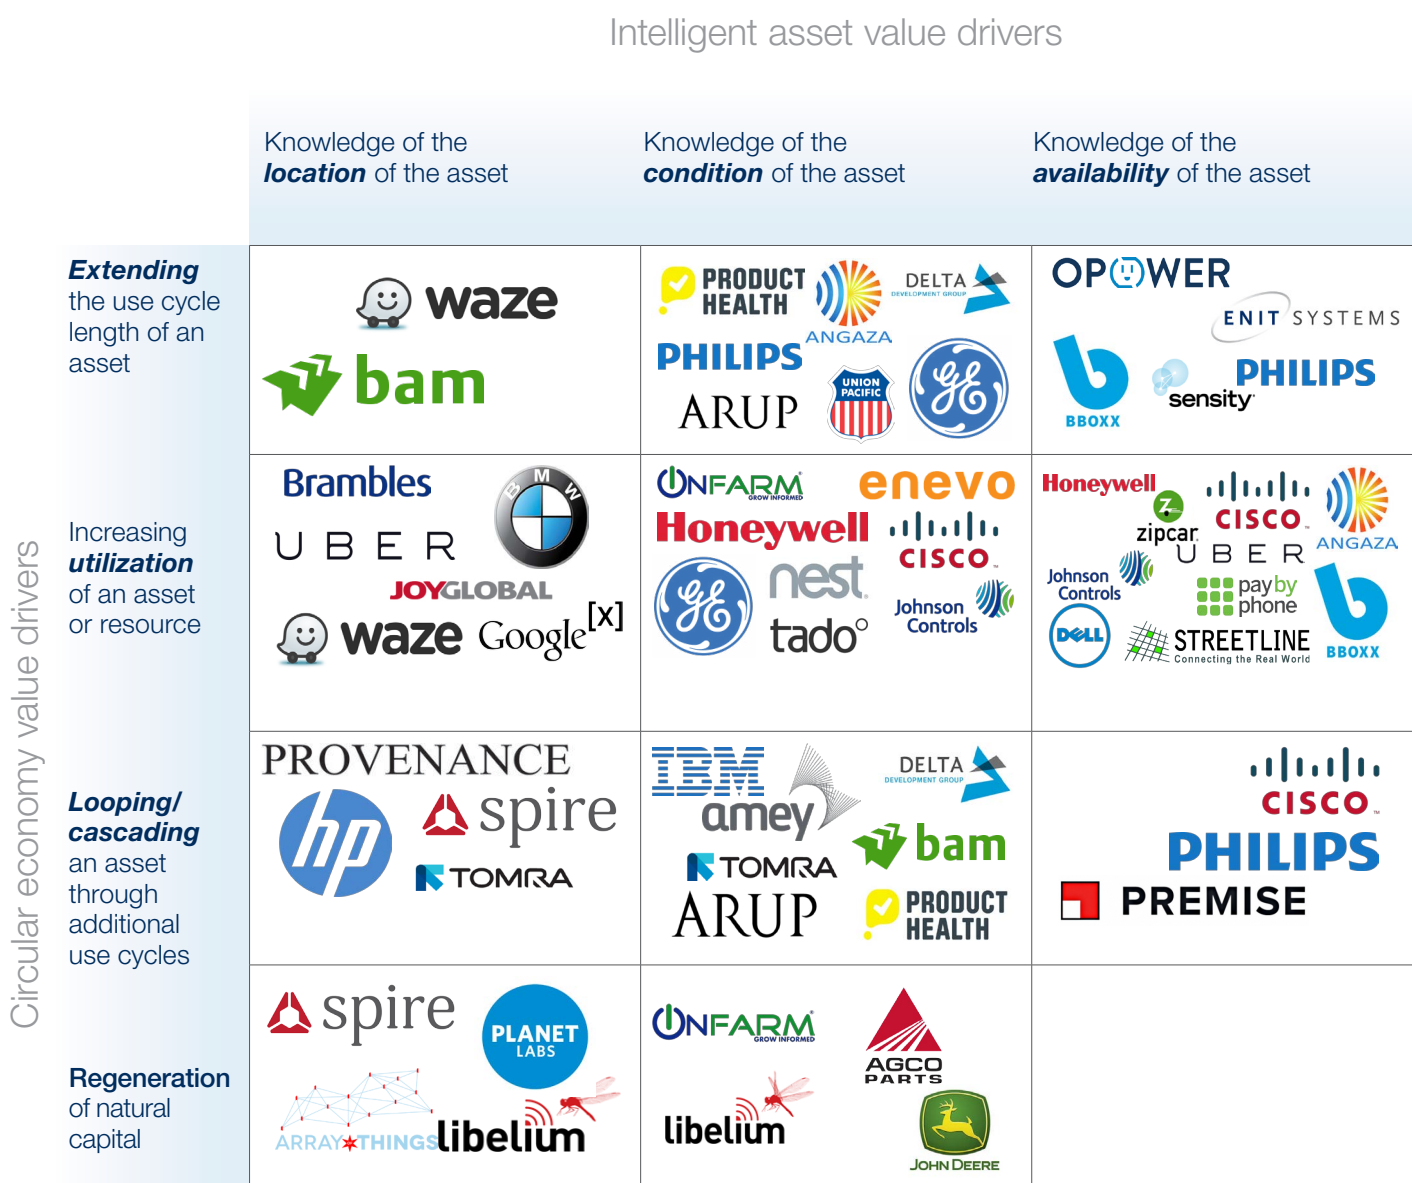 Intelligent asset value drivers
Knowledge of the
location of the asset
Knowledge of the
condition of the asset
Knowledge of the
availability of the asset
Circular economy value drivers
Extending
the use cycle
length of an
asset
waze
bam
PRODUCT
HEALTH
ANGAZA
DELTA
DEVELOPMENT GROUP
PHILIPS
ARUP
UNION
PACIFIC
GE
OPOWER
ENIT SYSTEMS
BBOXX
sensity
PHILIPS
Increasing
utilization
of an asset
or resource
Brambles
BMW
UBER
JOYGLOBAL
waze
Google[x]
ONFARM
GROW INFORMED
enevo
Honeywell
CISCO
GE
nest
tado°
Johnson
Controls
Honeywell
zipcar
CISCO
ANGAZA
UBER
Johnson
Controls
pay by
phone
DELL
STREETLINE
Connecting the Real World
BBOXX
Looping/
cascading
an asset
through
additional
use cycles
PROVENANCE
hp
spire
TOMRA
IBM
amey
DELTA
DEVELOPMENT GROUP
bam
TOMRA
ARUP
PRODUCT
HEALTH
CISCO
PHILIPS
PREMISE
Regeneration
of natural
capital
spire
PLANET
LABS
ARRAY THINGS
libelium
ONFARM
GROW INFORMED
AGCO
PARTS
libelium
JOHN DEERE